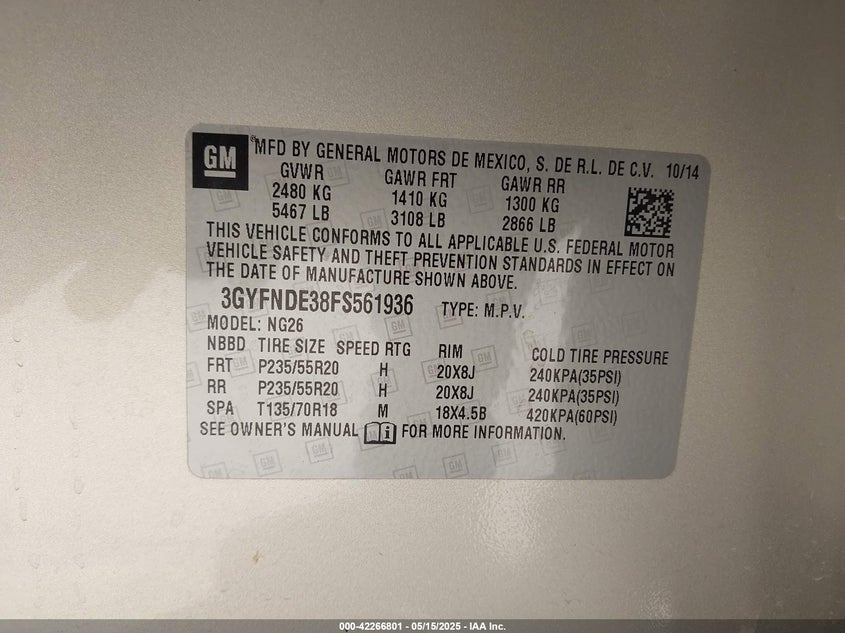 GM
®MFD BY GENERAL MOTORS DE MEXICO, S. DE R.L. DE C.V. 10/14
GVWR GAWR FRT GAWR RR
2480 KG 1410 KG 1300 KG
5467 LB 3108 LB 2866 LB
THIS VEHICLE CONFORMS TO ALL APPLICABLE U.S. FEDERAL MOTOR
VEHICLE SAFETY AND THEFT PREVENTION STANDARDS IN EFFECT ON
THE DATE OF MANUFACTURE SHOWN ABOVE.
3GYFNDE38FS561936 TYPE: M.P.V.
MODEL: NG26
NBBD TIRE SIZE SPEED RTG RIM COLD TIRE PRESSURE
FRT P235/55R20 H 20X8J 240KPA(35PSI)
RR P235/55R20 H 20X8J 240KPA(35PSI)
SPA T135/70R18 M 18X4.5B 420KPA(60PSI)
SEE OWNER'S MANUAL FOR MORE INFORMATION.
000-42266801 - 05/15/2025 - IAA Inc.